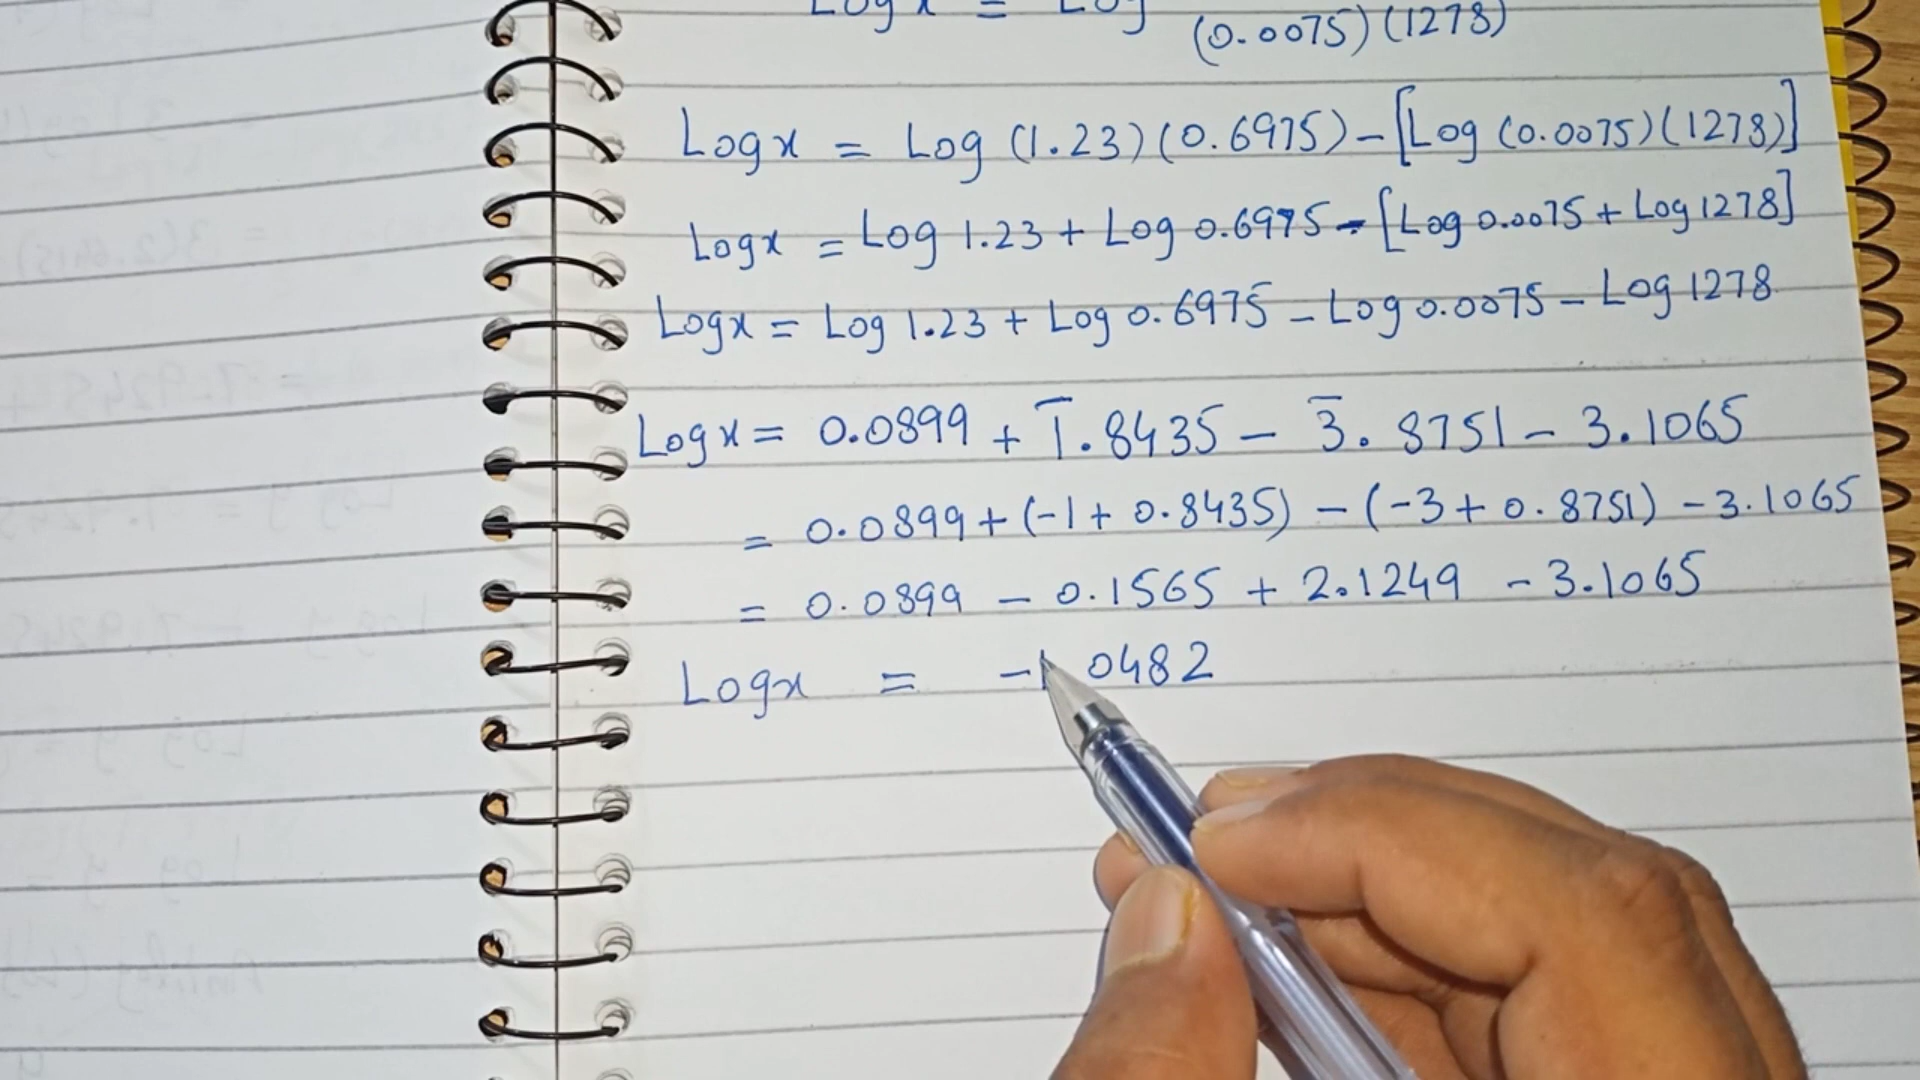 Log x = Log
(0.0075)(1278)
Log x = Log (1.23)(0.6975) - [Log (0.0075)(1278)]
Log x = Log 1.23 + Log 0.6975 - [Log 0.0075 + Log 1278]
Log x = Log 1.23 + Log 0.6975 - Log 0.0075 - Log 1278
Log x = 0.0899 + 1̅.8435 - 3̅.8751 - 3.1065
= 0.0899 + (-1 + 0.8435) - (-3 + 0.8751) - 3.1065
= 0.0899 - 0.1565 + 2.1249 - 3.1065
Log x = -1.0482